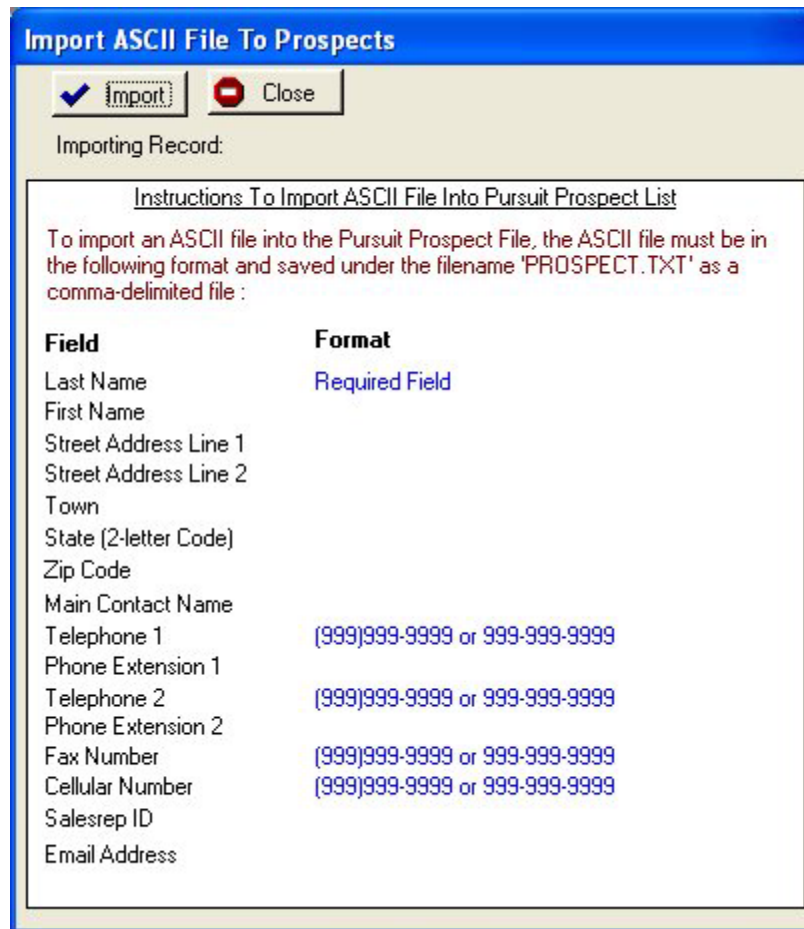 Import ASCII File To Prospects
Import Close
Importing Record:
Instructions To Import ASCII File Into Pursuit Prospect List
To import an ASCII file into the Pursuit Prospect File, the ASCII file must be in
the following format and saved under the filename 'PROSPECT.TXT' as a
comma-delimited file :
Field Format
Last Name Required Field
First Name
Street Address Line 1
Street Address Line 2
Town
State (2-letter Code)
Zip Code
Main Contact Name
Telephone 1 (999)999-9999 or 999-999-9999
Phone Extension 1
Telephone 2 (999)999-9999 or 999-999-9999
Phone Extension 2
Fax Number (999)999-9999 or 999-999-9999
Cellular Number (999)999-9999 or 999-999-9999
Salesrep ID
Email Address